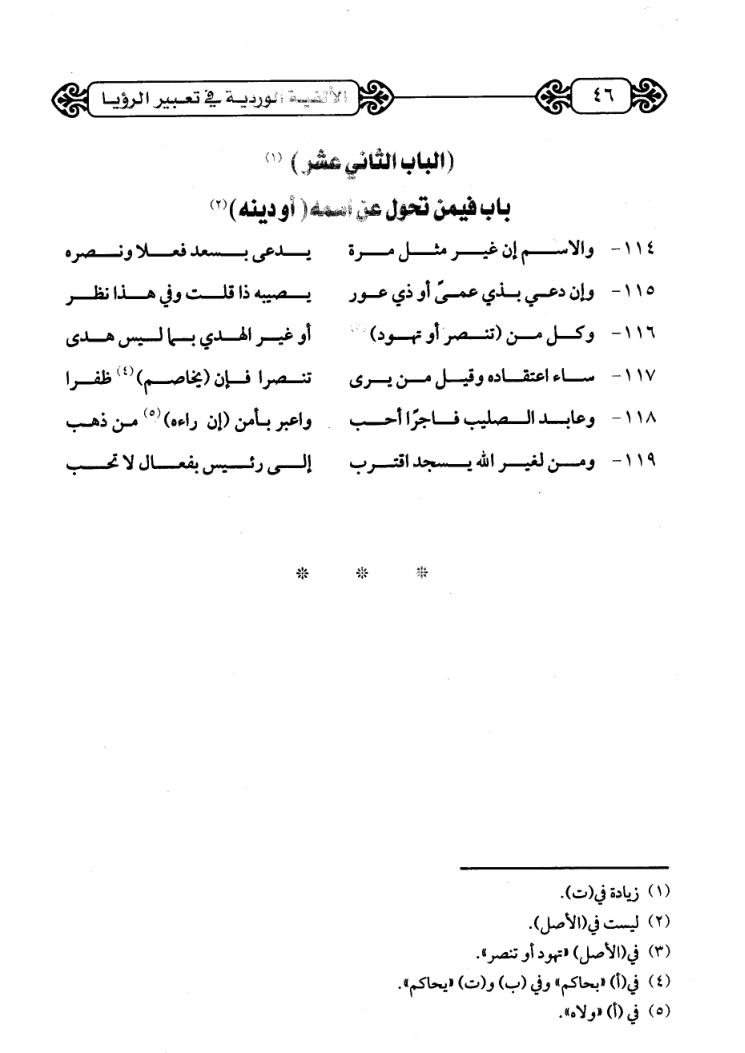 ٤٦
الألفية الوردية في تعبير الرؤيا
(الباب الثاني عشر) (١)
باب فيمن تحول عن اسمه (أو دينه) (٢)
١١٤- والاسم إن غير مثل مرة يدعى بسعد فعلا ونصره
١١٥- وإن دعي بذي عمىً أو ذي عور يصيبه ذا قلت وفي هذا نظر
١١٦- وكل من (تنصر أو تهود) أو غير الهدي بما ليس هدى
١١٧- ساء اعتقاده وقيل من يرى تنصرا فإن (يخاصم) (٤) ظفرا
١١٨- وعابد الصليب فاجرًا أحب واعبر بأمن (إن راءه) (٥) من ذهب
١١٩- ومن لغير الله يسجد اقترب إلى رئيس بفعال لا تحب
* * *
(١) زيادة في (ت).
(٢) ليست في (الأصل).
(٣) في (الأصل) «تهود أو تنصر».
(٤) في (أ) «بحاكم» وفي (ب) و(ت) «يحاكم».
(٥) في (أ) «ولاه».